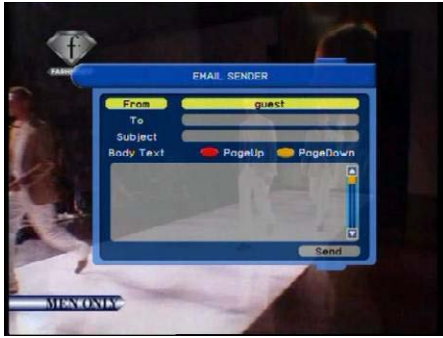 f
FASHION
EMAIL SENDER
From guest
To
Subject
Body Text PageUp PageDown
Send
MEN ONLY